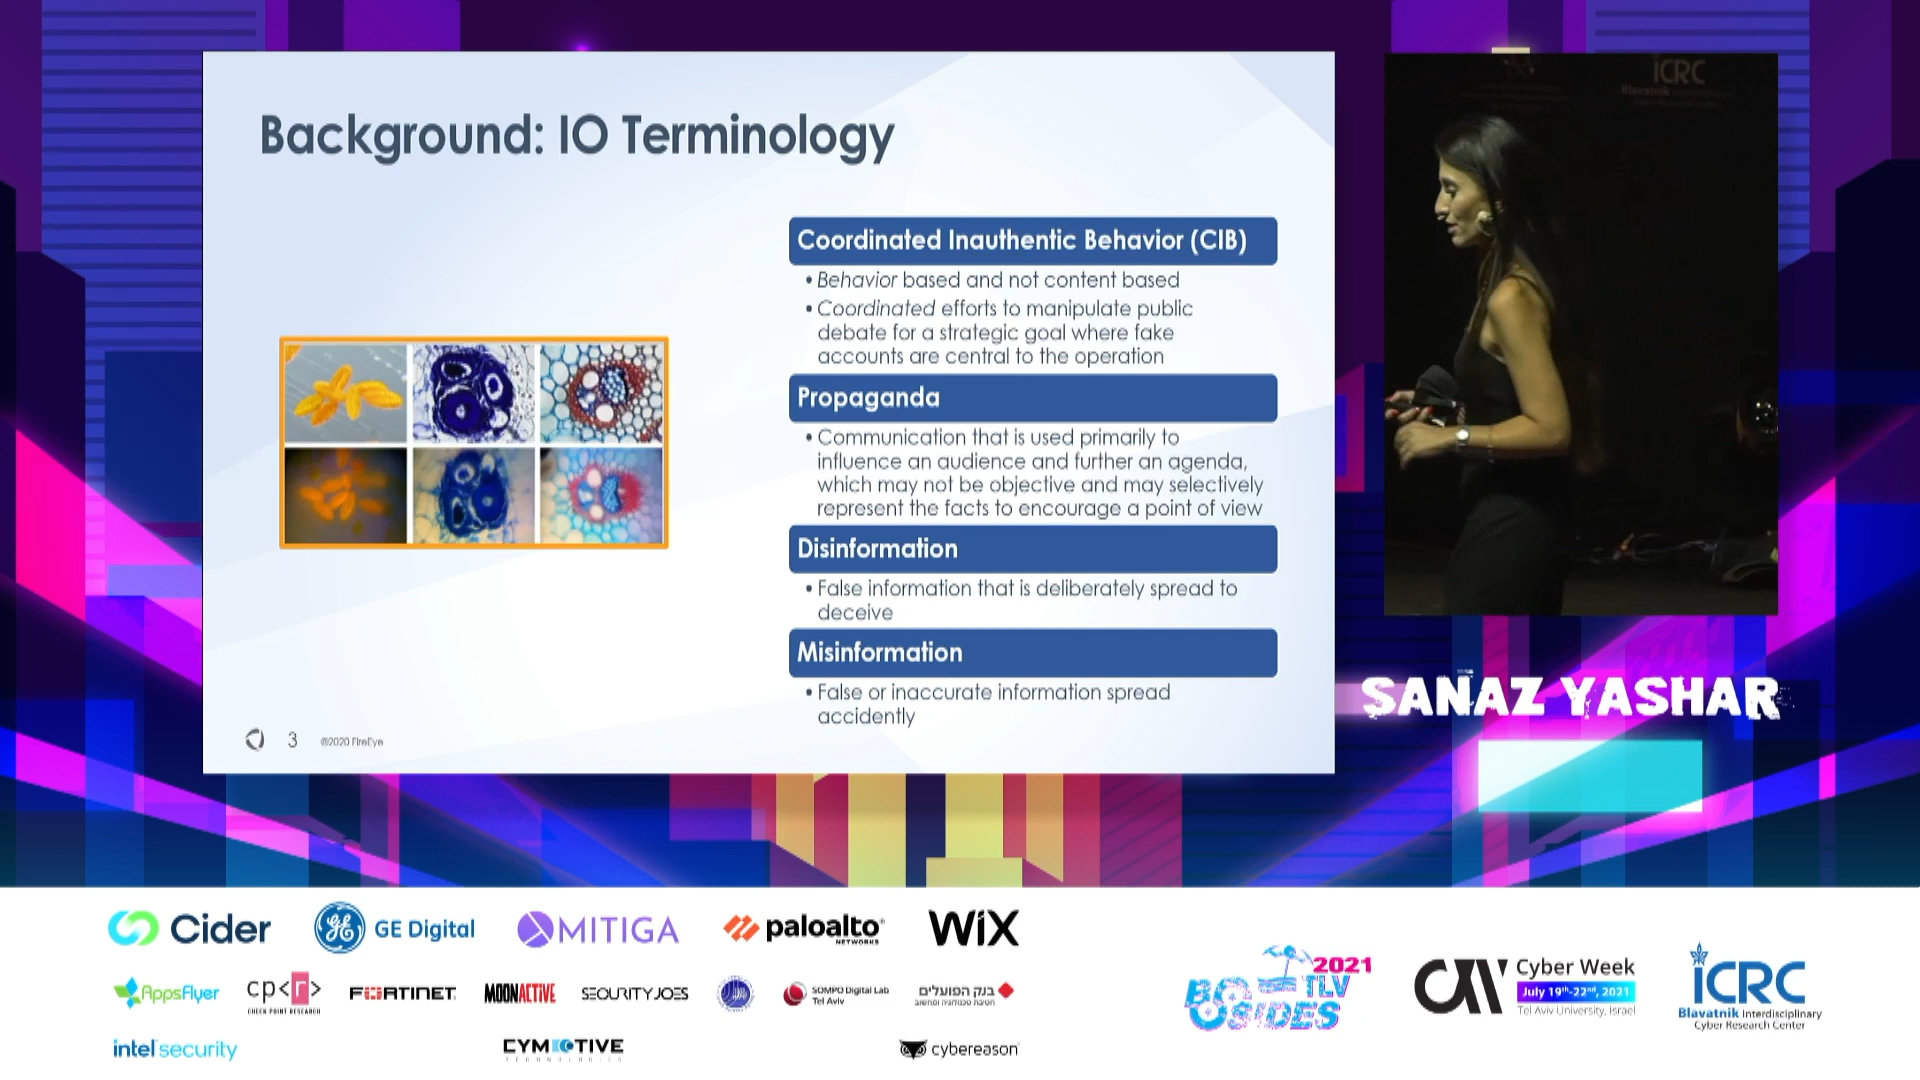 Background: IO Terminology
Coordinated Inauthentic Behavior (CIB)
• Behavior based and not content based
• Coordinated efforts to manipulate public
debate for a strategic goal where fake
accounts are central to the operation
Propaganda
• Communication that is used primarily to
influence an audience and further an agenda,
which may not be objective and may selectively
represent the facts to encourage a point of view
Disinformation
• False information that is deliberately spread to
deceive
Misinformation
• False or inaccurate information spread
accidently
3 ©2020 FireEye
iCRC
Blavatnik
SANAZ YASHAR
Cider
GE Digital
MITIGA
paloalto
NETWORKS
WiX
AppsFlyer
cp<r>
CHECK POINT RESEARCH
FORTINET
MOONACTIVE
SECURITY JOES
SOMPO Digital Lab
Tel Aviv
בנק הפועלים
חטיבת טכנולוגיה ומחשוב
intel security
CYMOTIVE
TECHNOLOGIES
cybereason
2021
TLV
BSIDES
Cyber Week
July 19th-22nd, 2021
Tel Aviv University, Israel
iCRC
Blavatnik Interdisciplinary
Cyber Research Center